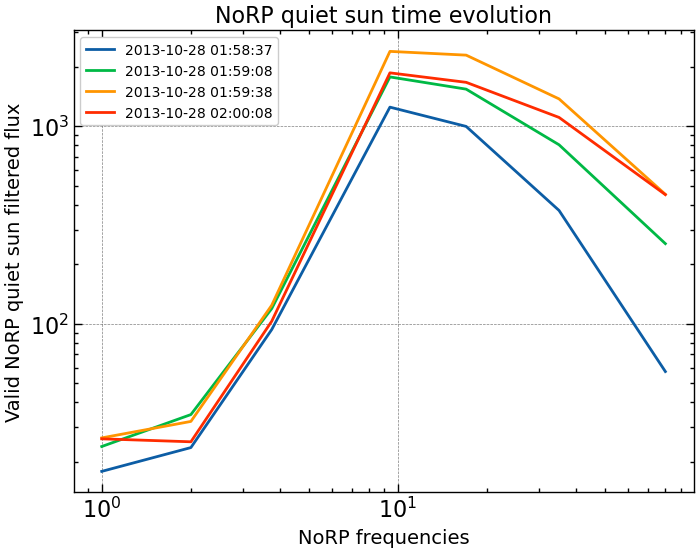 NoRP quiet sun time evolution
2013-10-28 01:58:37
2013-10-28 01:59:08
2013-10-28 01:59:38
2013-10-28 02:00:08
Valid NoRP quiet sun filtered flux
10³
10²
10⁰ 10¹
NoRP frequencies